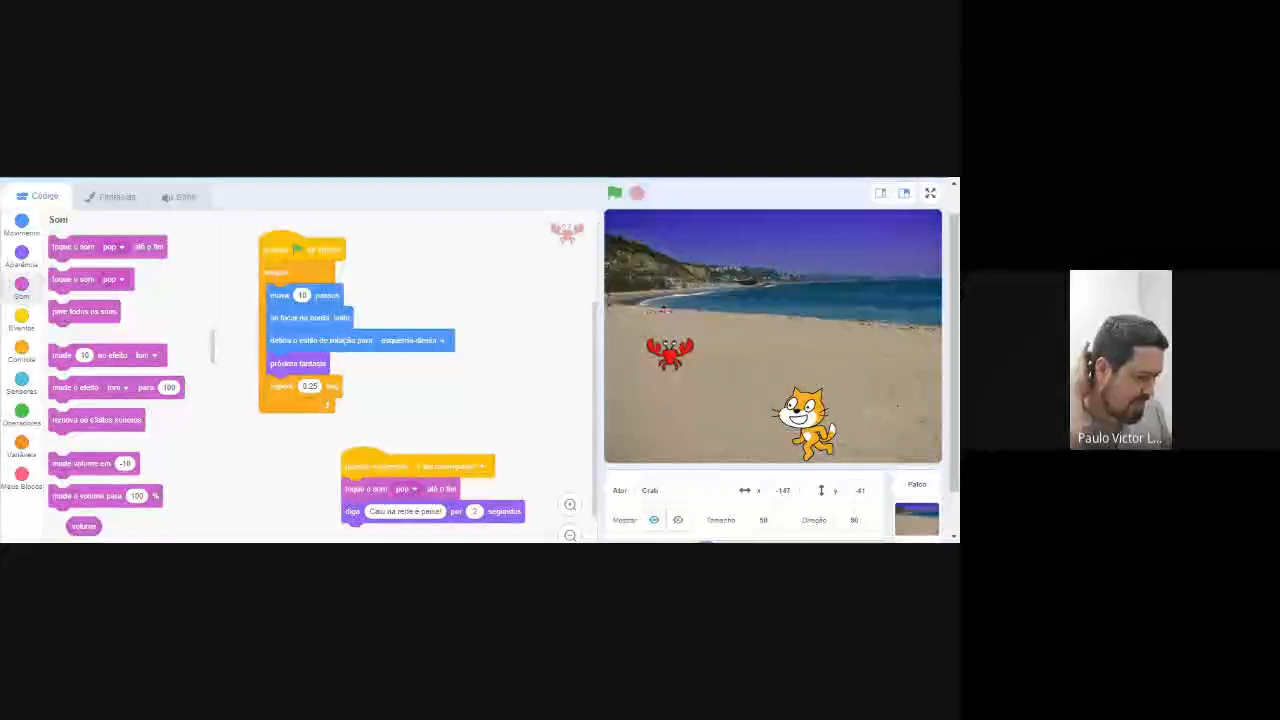 Código
Fantasias
Sons
Som
Movimento
Aparência
Som
Eventos
Controle
Sensores
Operadores
Variáveis
Meus Blocos
toque o som pop até o fim
toque o som pop
pare todos os sons
mude 10 no efeito tom
mude o efeito tom para 100
remova os efeitos sonoros
mude volume em -10
mude o volume para 100 %
volume
mova 10 passos
se tocar na borda, volte
defina o estilo de rotação para esquerda-direita
próxima fantasia
espere 0.25 seg
toque o som pop até o fim
diga Caiu na rede é peixe! por 2 segundos
Ator Crab x -147 y -41
Mostrar Tamanho 50 Direção 90
Palco
Paulo Victor L...